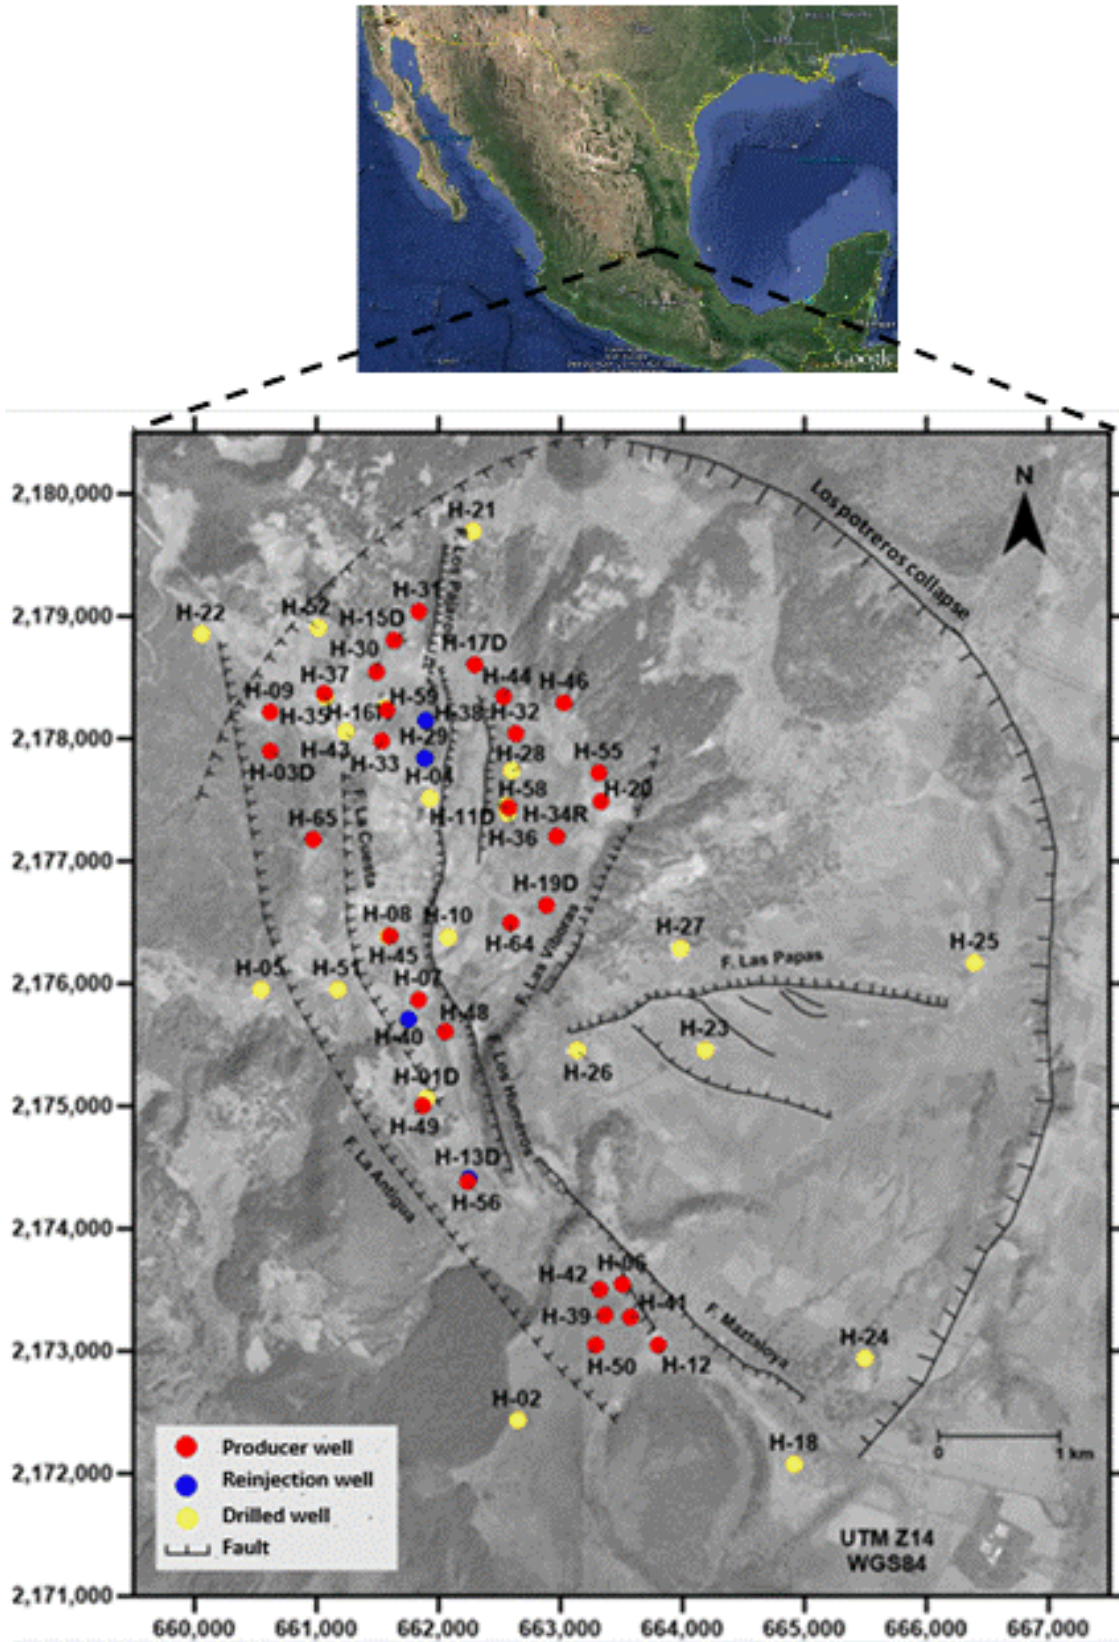 Google
Los potreros collapse
N
2,180,000
H-21
2,179,000
H-22
H-52
H-31
H-15D
H-30
H-17D
H-37
H-44
H-46
H-09
H-59
H-35
H-38
H-32
2,178,000
H-43
H-29
H-28
H-55
H-03D
H-33
H-04
H-58
H-20
H-65
H-11D
H-34R
H-36
2,177,000
F. La Cuesta
H-19D
H-08
H-10
H-64
F. Las Viboras
H-27
H-25
H-45
F. Las Papas
H-05
H-51
2,176,000
H-07
H-48
H-40
H-23
F. Los Humeros
H-26
H-01D
2,175,000
H-49
H-13D
F. La Antigua
H-56
2,174,000
H-42
H-06
H-39
H-41
F. Maztaloya
2,173,000
H-50
H-12
H-24
H-02
H-18
0
1 km
2,172,000
Producer well
Reinjection well
Drilled well
Fault
UTM Z14
WGS84
2,171,000
660,000
661,000
662,000
663,000
664,000
665,000
666,000
667,000